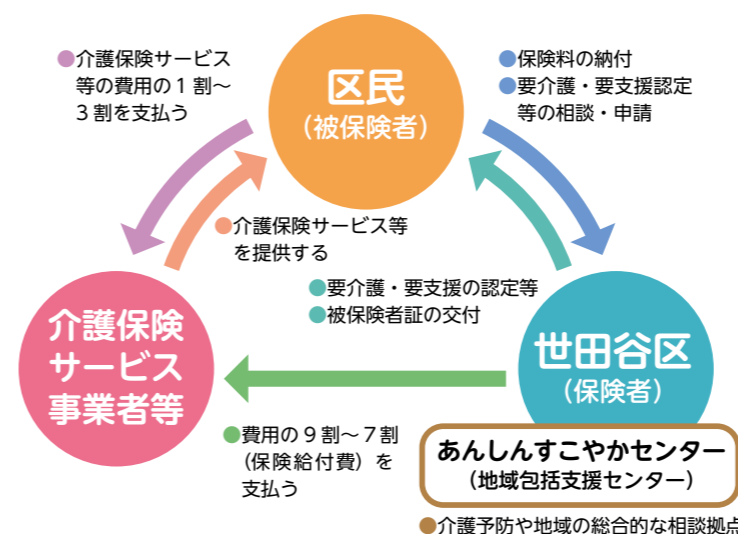 ●介護保険サービス
等の費用の1割～
3割を支払う
区民
（被保険者）
●保険料の納付
●要介護・要支援認定
等の相談・申請
●介護保険サービス等
を提供する
●要介護・要支援の認定等
●被保険者証の交付
介護保険
サービス
事業者等
世田谷区
（保険者）
●費用の9割～7割
（保険給付費）を
支払う
あんしんすこやかセンター
（地域包括支援センター）
●介護予防や地域の総合的な相談拠点